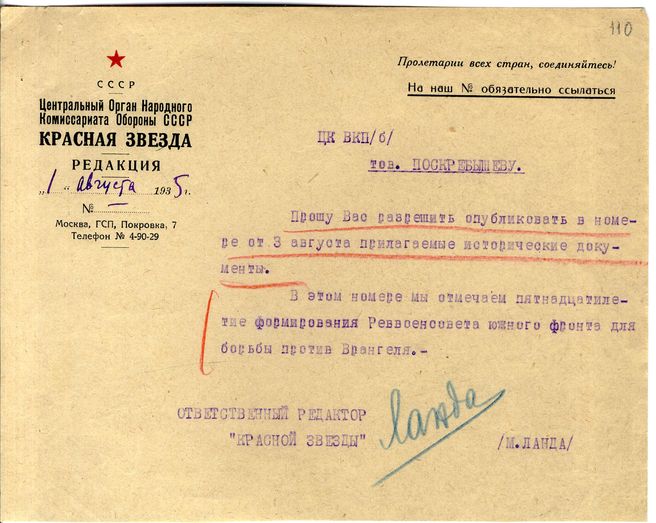 110
Пролетарии всех стран, соединяйтесь!
На наш № обязательно ссылаться
СССР
Центральный Орган Народного
Комиссариата Обороны СССР
КРАСНАЯ ЗВЕЗДА
РЕДАКЦИЯ
„1" августа 1935 г.
№
Москва, ГСП, Покровка, 7
Телефон № 4-90-29
ЦК ВКП/б/
тов. ПОСКРЕБЫШЕВУ.
Прошу Вас разрешить опубликовать в номе-
ре от 3 августа прилагаемые исторические доку-
менты.
В этом номере мы отмечаем пятнадцатиле-
тие формирования Реввоенсовета южного фронта для
борьбы против Врангеля.-
ОТВЕТСТВЕННЫЙ РЕДАКТОР
"КРАСНОЙ ЗВЕЗДЫ"
Ланда
/М.ЛАНДА/